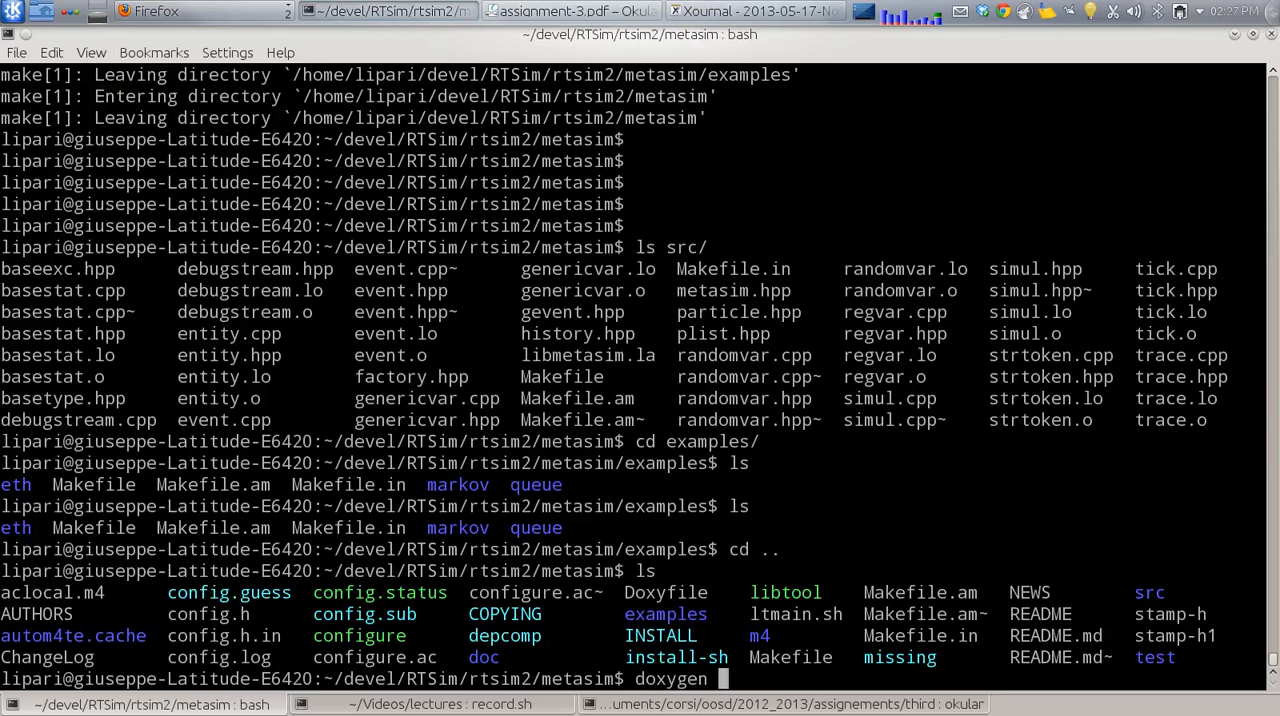 Firefox 2 ~/devel/RTSim/rtsim2/m assignment-3.pdf – Okula Xournal - 13-05-17-No 02:27 PM
~/devel/RTSim/rtsim2/metasim : bash
File Edit View Bookmarks Settings Help
make[1]: Leaving directory `/home/lipari/devel/RTSim/rtsim2/metasim/examples'
make[1]: Entering directory `/home/lipari/devel/RTSim/rtsim2/metasim'
make[1]: Leaving directory `/home/lipari/devel/RTSim/rtsim2/metasim'
lipari@giuseppe-Latitude-E6420:~/devel/RTSim/rtsim2/metasim$
lipari@giuseppe-Latitude-E6420:~/devel/RTSim/rtsim2/metasim$
lipari@giuseppe-Latitude-E6420:~/devel/RTSim/rtsim2/metasim$
lipari@giuseppe-Latitude-E6420:~/devel/RTSim/rtsim2/metasim$
lipari@giuseppe-Latitude-E6420:~/devel/RTSim/rtsim2/metasim$
lipari@giuseppe-Latitude-E6420:~/devel/RTSim/rtsim2/metasim$ ls src/
baseexc.hpp debugstream.hpp event.cpp~ genericvar.lo Makefile.in randomvar.lo simul.hpp tick.cpp
basestat.cpp debugstream.lo event.hpp genericvar.o metasim.hpp randomvar.o simul.hpp~ tick.hpp
basestat.cpp~ debugstream.o event.hpp~ gevent.hpp particle.hpp regvar.cpp simul.lo tick.lo
basestat.hpp entity.cpp event.lo history.hpp plist.hpp regvar.hpp simul.o tick.o
basestat.lo entity.hpp event.o libmetasim.la randomvar.cpp regvar.lo strtoken.cpp trace.cpp
basestat.o entity.lo factory.hpp Makefile randomvar.cpp~ regvar.o strtoken.hpp trace.hpp
basetype.hpp entity.o genericvar.cpp Makefile.am randomvar.hpp simul.cpp strtoken.lo trace.lo
debugstream.cpp event.cpp genericvar.hpp Makefile.am~ randomvar.hpp~ simul.cpp~ strtoken.o trace.o
lipari@giuseppe-Latitude-E6420:~/devel/RTSim/rtsim2/metasim$ cd examples/
lipari@giuseppe-Latitude-E6420:~/devel/RTSim/rtsim2/metasim/examples$ ls
eth Makefile Makefile.am Makefile.in markov queue
lipari@giuseppe-Latitude-E6420:~/devel/RTSim/rtsim2/metasim/examples$ ls
eth Makefile Makefile.am Makefile.in markov queue
lipari@giuseppe-Latitude-E6420:~/devel/RTSim/rtsim2/metasim/examples$ cd ..
lipari@giuseppe-Latitude-E6420:~/devel/RTSim/rtsim2/metasim$ ls
aclocal.m4 config.guess config.status configure.ac~ Doxyfile libtool Makefile.am NEWS src
AUTHORS config.h config.sub COPYING examples ltmain.sh Makefile.am~ README stamp-h
autom4te.cache config.h.in configure depcomp INSTALL m4 Makefile.in README.md stamp-h1
ChangeLog config.log configure.ac doc install-sh Makefile missing README.md~ test
lipari@giuseppe-Latitude-E6420:~/devel/RTSim/rtsim2/metasim$ doxygen
~/devel/RTSim/rtsim2/metasim : bash ~/Videos/lectures : record.sh ...uments/corsi/oosd/2012_2013/assignements/third : okular